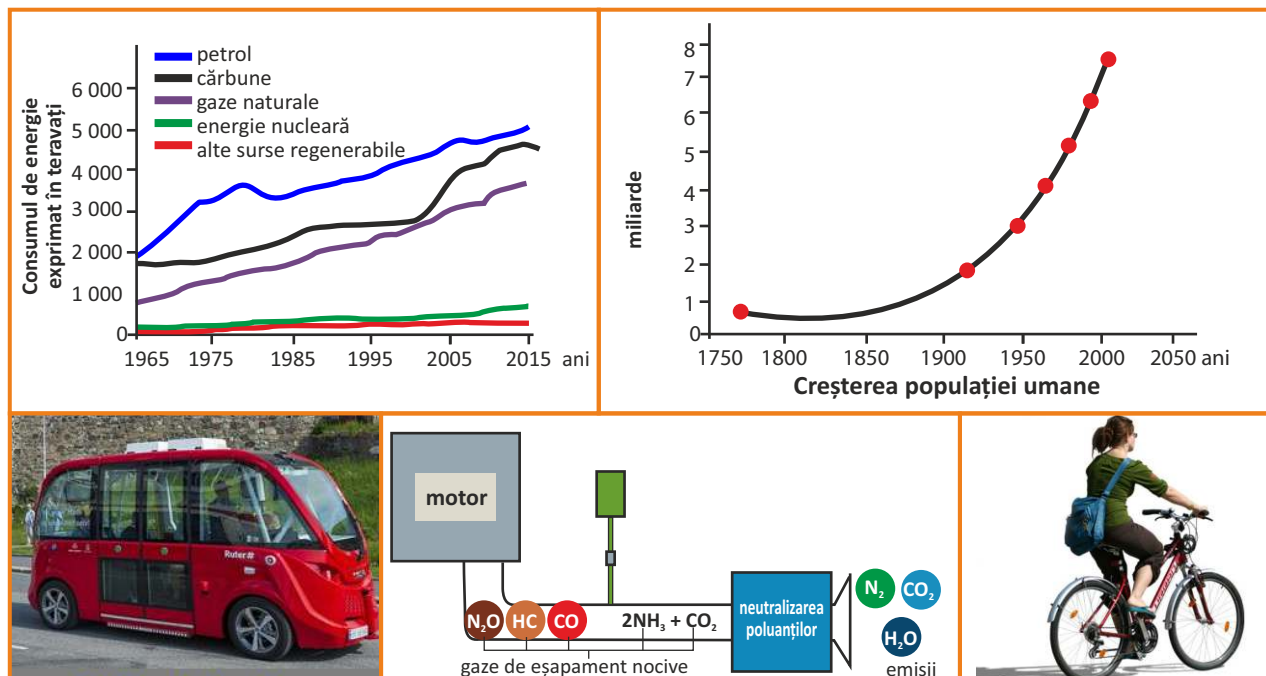 Consumul de energie
exprimat în teravați
petrol
cărbune
gaze naturale
energie nucleară
alte surse regenerabile
6 000
5 000
4 000
3 000
2 000
1 000
0
1965 1975 1985 1995 2005 2015 ani
miliarde
8
7
6
5
4
3
2
1
0
1750 1800 1850 1900 1950 2000 2050 ani
Creșterea populației umane
Ruter#
motor
N₂O HC CO 2NH₃ + CO₂
gaze de eșapament nocive
neutralizarea
poluanților
N₂ CO₂
H₂O
emisii